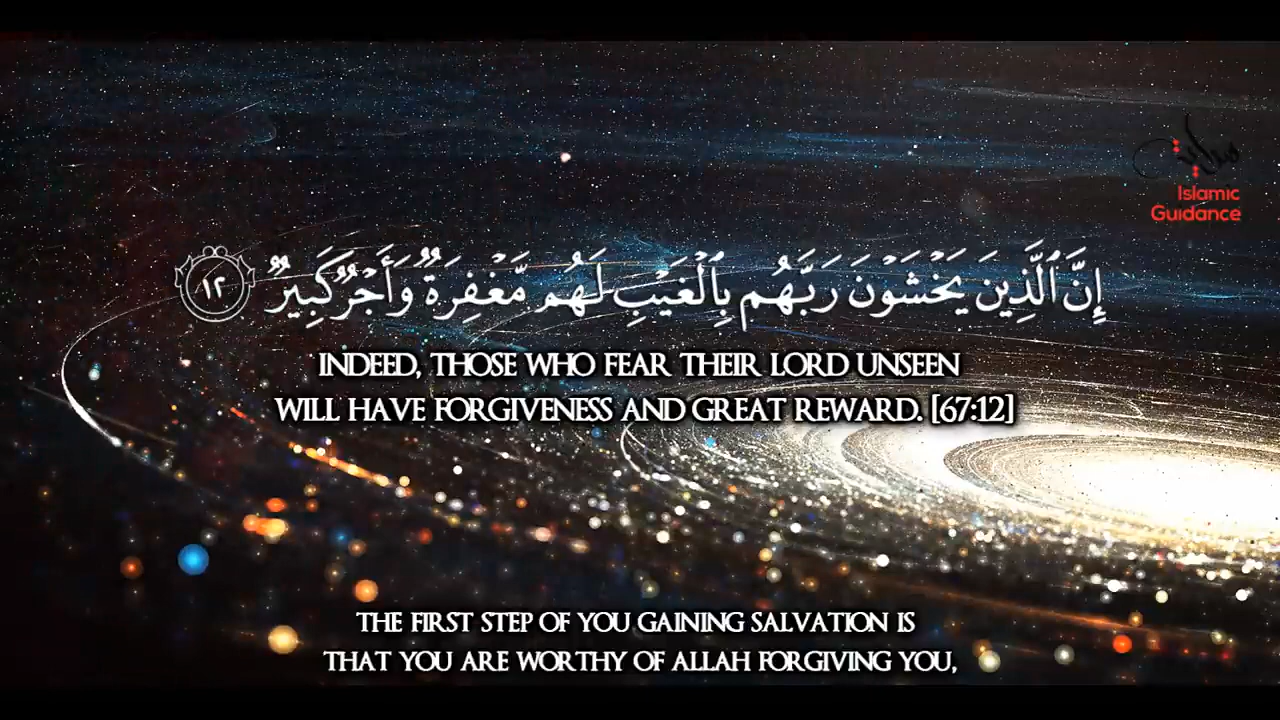 Islamic
Guidance
إِنَّ ٱلَّذِينَ يَخْشَوْنَ رَبَّهُم بِٱلْغَيْبِ لَهُم مَّغْفِرَةٌ وَأَجْرٌ كَبِيرٌ ١٢
INDEED, THOSE WHO FEAR THEIR LORD UNSEEN
WILL HAVE FORGIVENESS AND GREAT REWARD. [67:12]
THE FIRST STEP OF YOU GAINING SALVATION IS
THAT YOU ARE WORTHY OF ALLAH FORGIVING YOU,